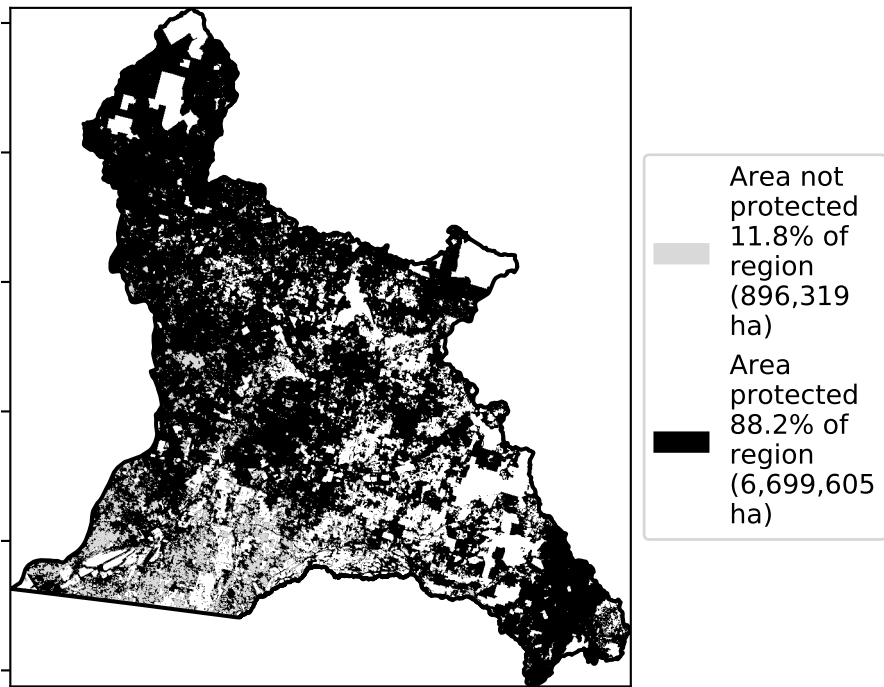 Area not
protected
11.8% of
region
(896,319
ha)
Area
protected
88.2% of
region
(6,699,605
ha)